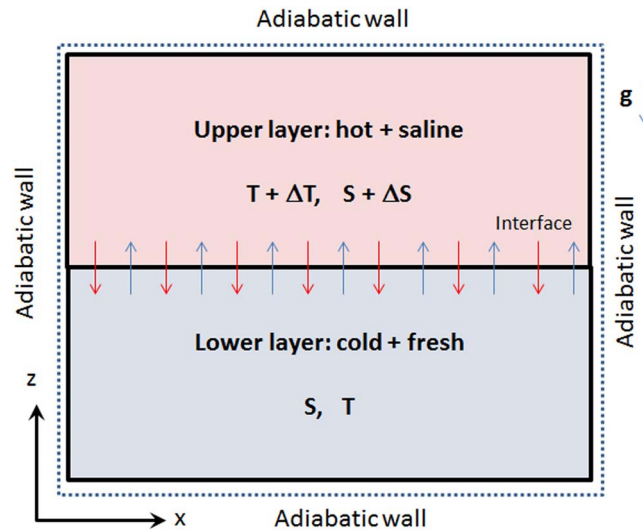 Adiabatic wall
g
Upper layer: hot + saline
T + ΔT, S + ΔS
Interface
Adiabatic wall
Adiabatic wall
Lower layer: cold + fresh
z
S, T
x
Adiabatic wall